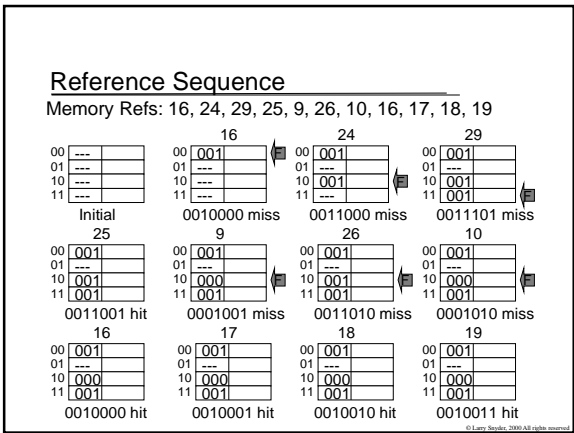 Reference Sequence
Memory Refs: 16, 24, 29, 25, 9, 26, 10, 16, 17, 18, 19
16 24 29
00 --- 00 001 F 00 001 00 001
01 --- 01 --- 01 --- 01 ---
10 --- 10 --- 10 001 F 10 001
11 --- 11 --- 11 --- 11 001 F
Initial 0010000 miss 0011000 miss 0011101 miss
25 9 26 10
00 001 00 001 00 001 00 001
01 --- 01 --- 01 --- 01 ---
10 001 10 000 F 10 001 F 10 000 F
11 001 11 001 11 001 11 001
0011001 hit 0001001 miss 0011010 miss 0001010 miss
16 17 18 19
00 001 00 001 00 001 00 001
01 --- 01 --- 01 --- 01 ---
10 000 10 000 10 000 10 000
11 001 11 001 11 001 11 001
0010000 hit 0010001 hit 0010010 hit 0010011 hit
© Larry Snyder, 2000 All rights reserved